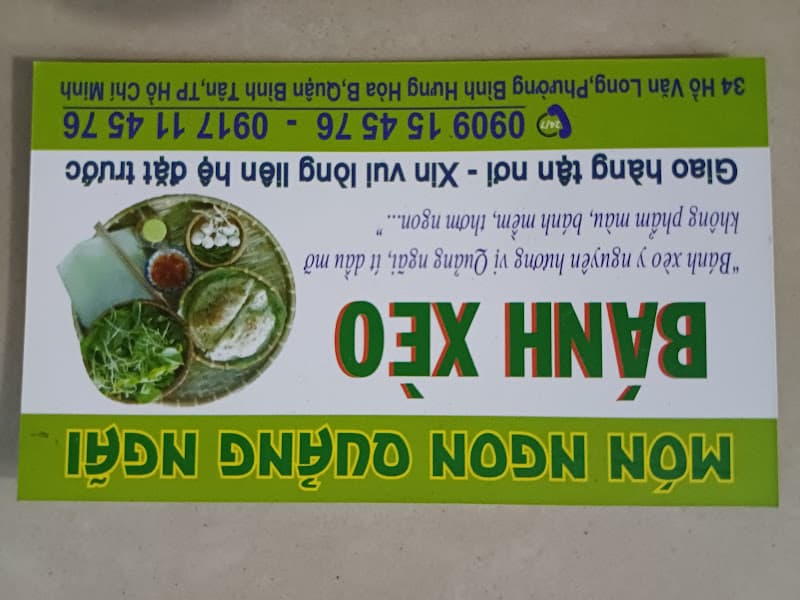 MÓN NGON QUẢNG NGÃI
BÁNH XÈO
"Bánh xèo y nguyên hương vị Quảng ngãi, ít dầu mỡ
không phẩm màu, bánh mềm, thơm ngon..."
Giao hàng tận nơi - Xin vui lòng liên hệ đặt trước
24/7 0909 15 45 76 - 0917 11 45 76
34 Hồ Văn Long,Phường Bình Hưng Hòa B,Quận Bình Tân,TP Hồ Chí Minh